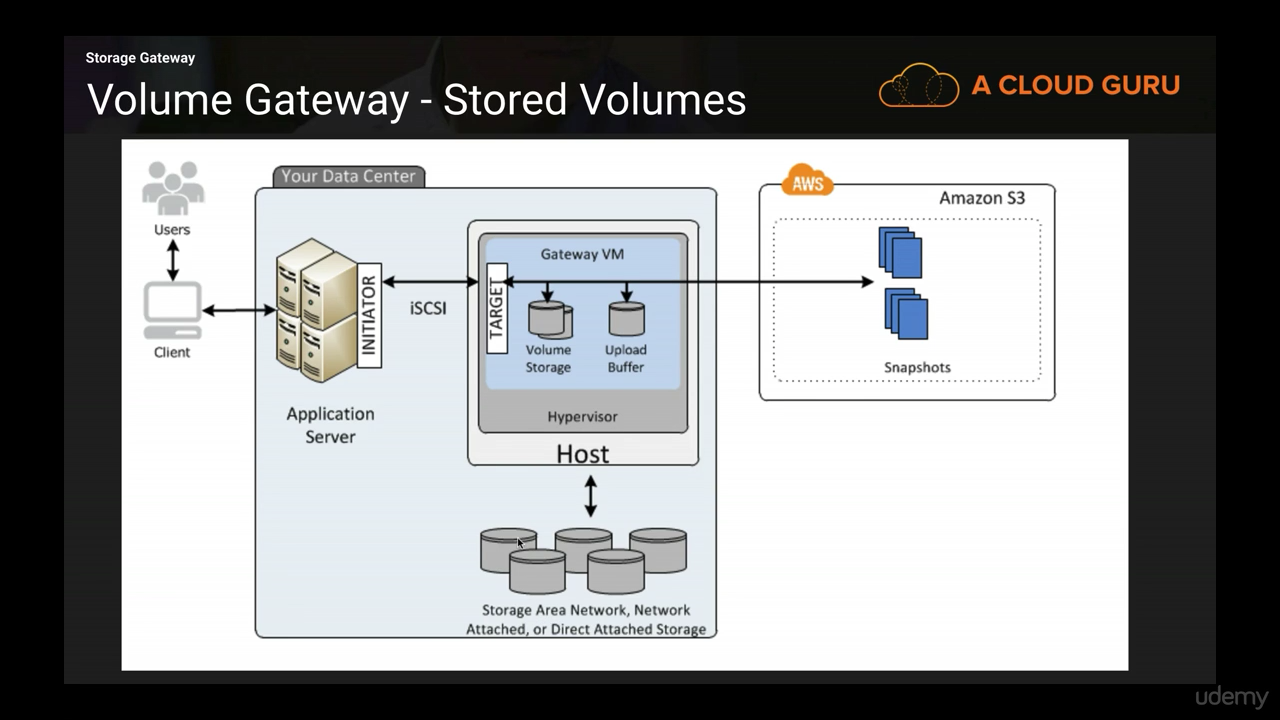 Storage Gateway
Volume Gateway - Stored Volumes
A CLOUD GURU
Your Data Center
AWS
Amazon S3
Users
Gateway VM
INITIATOR
iSCSI
TARGET
Client
Volume
Storage
Upload
Buffer
Snapshots
Application
Server
Hypervisor
Host
Storage Area Network, Network
Attached, or Direct Attached Storage
udemy